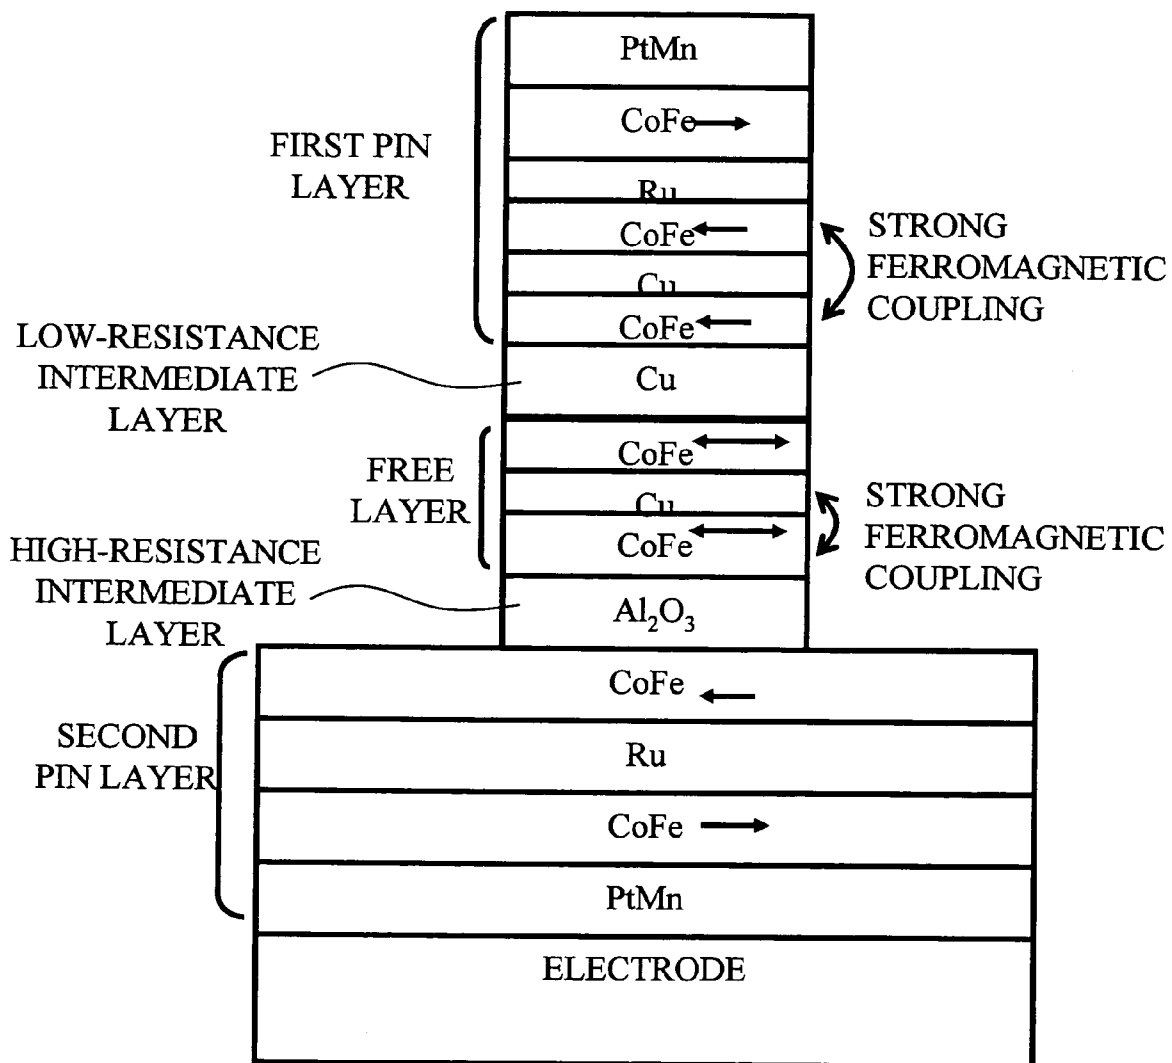 PtMn
CoFe
FIRST PIN
LAYER
Ru
CoFe
STRONG
FERROMAGNETIC
COUPLING
Cu
CoFe
LOW-RESISTANCE
INTERMEDIATE
LAYER
Cu
CoFe
FREE
LAYER
Cu
STRONG
FERROMAGNETIC
COUPLING
CoFe
HIGH-RESISTANCE
INTERMEDIATE
LAYER
Al₂O₃
CoFe
SECOND
PIN LAYER
Ru
CoFe
PtMn
ELECTRODE